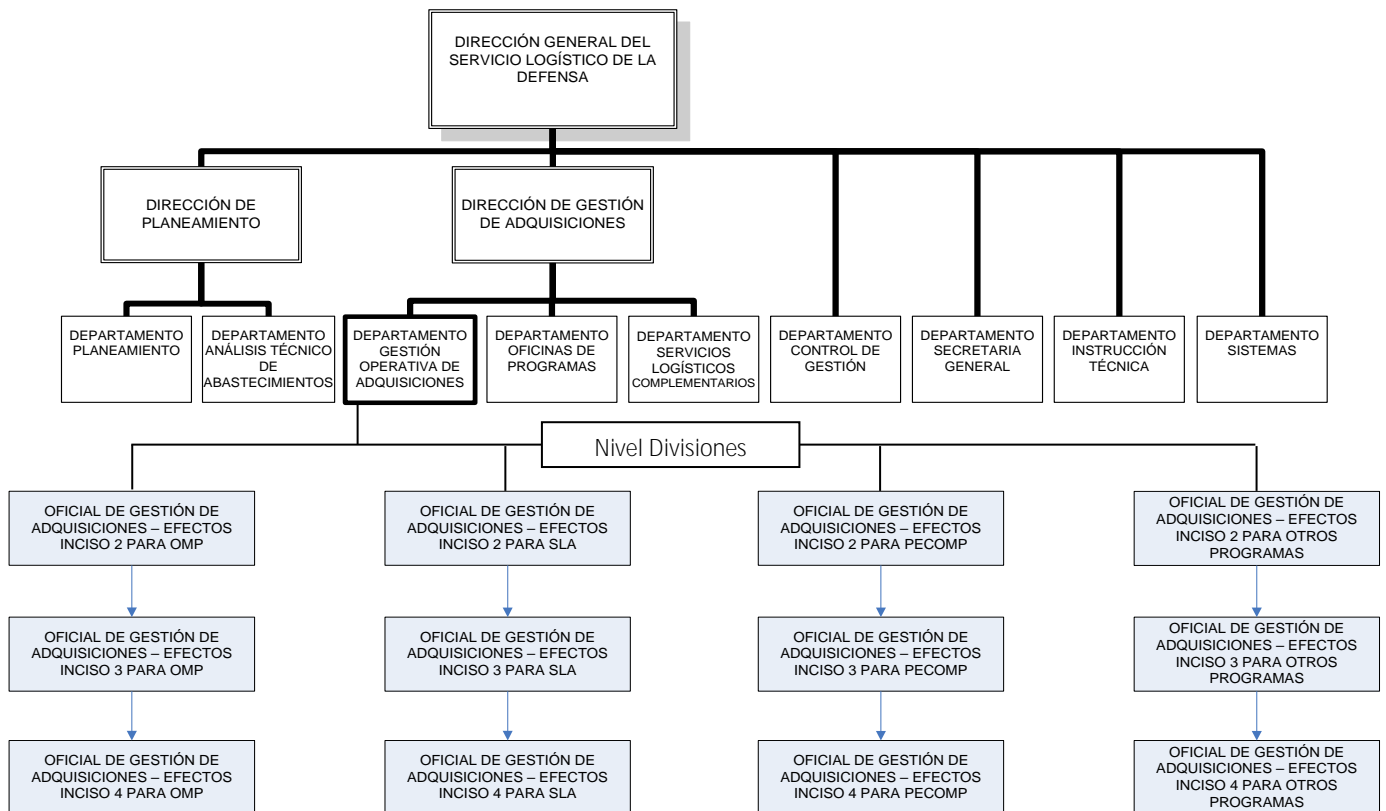 DIRECCIÓN GENERAL DEL
SERVICIO LOGÍSTICO DE LA
DEFENSA
DIRECCIÓN DE
PLANEAMIENTO
DIRECCIÓN DE GESTIÓN
DE ADQUISICIONES
DEPARTAMENTO
PLANEAMIENTO
DEPARTAMENTO
ANÁLISIS TÉCNICO
DE
ABASTECIMIENTOS
DEPARTAMENTO
GESTIÓN
OPERATIVA DE
ADQUISICIONES
DEPARTAMENTO
OFICINAS DE
PROGRAMAS
DEPARTAMENTO
SERVICIOS
LOGÍSTICOS
COMPLEMENTARIOS
DEPARTAMENTO
CONTROL DE
GESTIÓN
DEPARTAMENTO
SECRETARIA
GENERAL
DEPARTAMENTO
INSTRUCCIÓN
TÉCNICA
DEPARTAMENTO
SISTEMAS
Nivel Divisiones
OFICIAL DE GESTIÓN DE
ADQUISICIONES – EFECTOS
INCISO 2 PARA OMP
OFICIAL DE GESTIÓN DE
ADQUISICIONES – EFECTOS
INCISO 2 PARA SLA
OFICIAL DE GESTIÓN DE
ADQUISICIONES – EFECTOS
INCISO 2 PARA PECOMP
OFICIAL DE GESTIÓN DE
ADQUISICIONES – EFECTOS
INCISO 2 PARA OTROS
PROGRAMAS
OFICIAL DE GESTIÓN DE
ADQUISICIONES – EFECTOS
INCISO 3 PARA OMP
OFICIAL DE GESTIÓN DE
ADQUISICIONES – EFECTOS
INCISO 3 PARA SLA
OFICIAL DE GESTIÓN DE
ADQUISICIONES – EFECTOS
INCISO 3 PARA PECOMP
OFICIAL DE GESTIÓN DE
ADQUISICIONES – EFECTOS
INCISO 3 PARA OTROS
PROGRAMAS
OFICIAL DE GESTIÓN DE
ADQUISICIONES – EFECTOS
INCISO 4 PARA OMP
OFICIAL DE GESTIÓN DE
ADQUISICIONES – EFECTOS
INCISO 4 PARA SLA
OFICIAL DE GESTIÓN DE
ADQUISICIONES – EFECTOS
INCISO 4 PARA PECOMP
OFICIAL DE GESTIÓN DE
ADQUISICIONES – EFECTOS
INCISO 4 PARA OTROS
PROGRAMAS